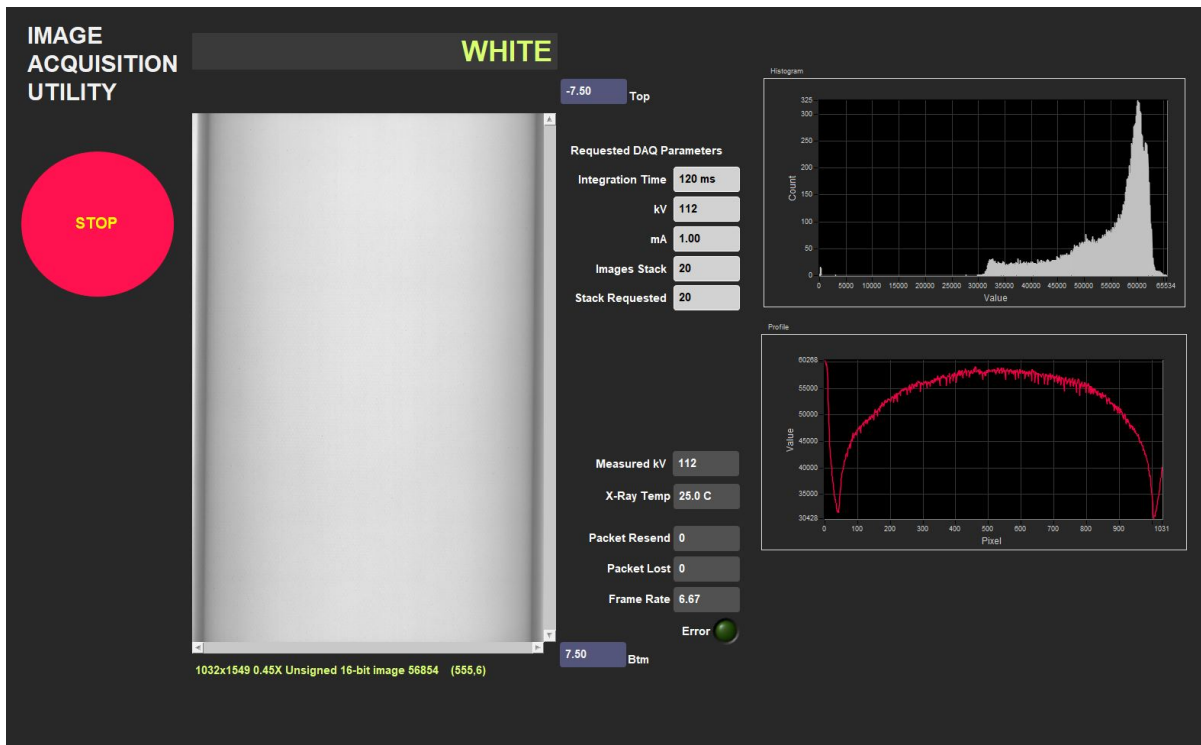 IMAGE
ACQUISITION
UTILITY
WHITE
STOP
-7.50 Top
Requested DAQ Parameters
Integration Time 120 ms
kV 112
mA 1.00
Images Stack 20
Stack Requested 20
Measured kV 112
X-Ray Temp 25.0 C
Packet Resend 0
Packet Lost 0
Frame Rate 6.67
Error
7.50 Btm
1032x1549 0.45X Unsigned 16-bit image 56854 (555,6)
Histogram
325
300
200
150
100
50
0
Count
0 5000 10000 15000 20000 25000 30000 35000 40000 45000 50000 55000 60000 65534
Value
Profile
60268
55000
50000
45000
40000
35000
30428
Value
0 100 200 300 400 500 600 700 800 900 1031
Pixel